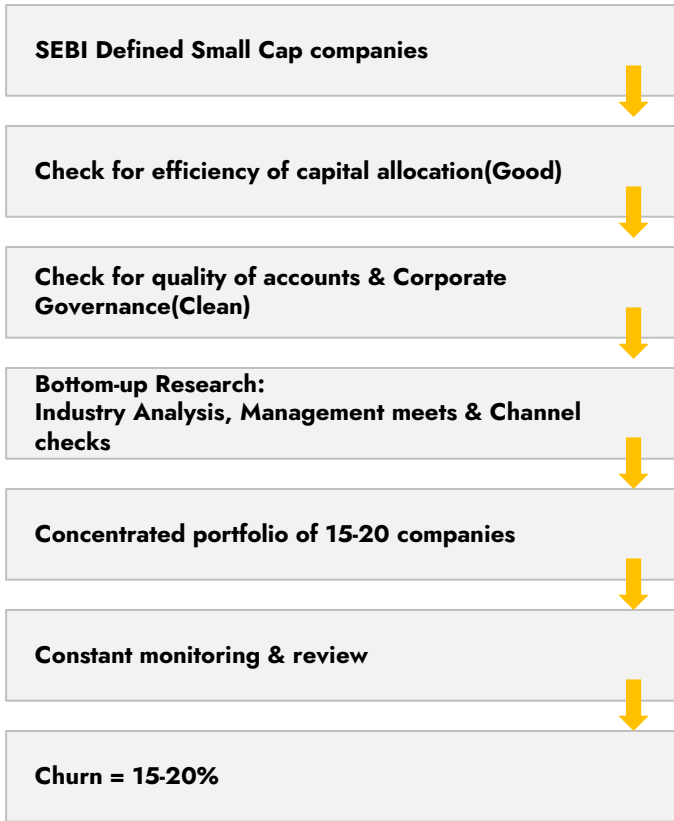 SEBI Defined Small Cap companies
Check for efficiency of capital allocation(Good)
Check for quality of accounts & Corporate
Governance(Clean)
Bottom-up Research:
Industry Analysis, Management meets & Channel
checks
Concentrated portfolio of 15-20 companies
Constant monitoring & review
Churn = 15-20%